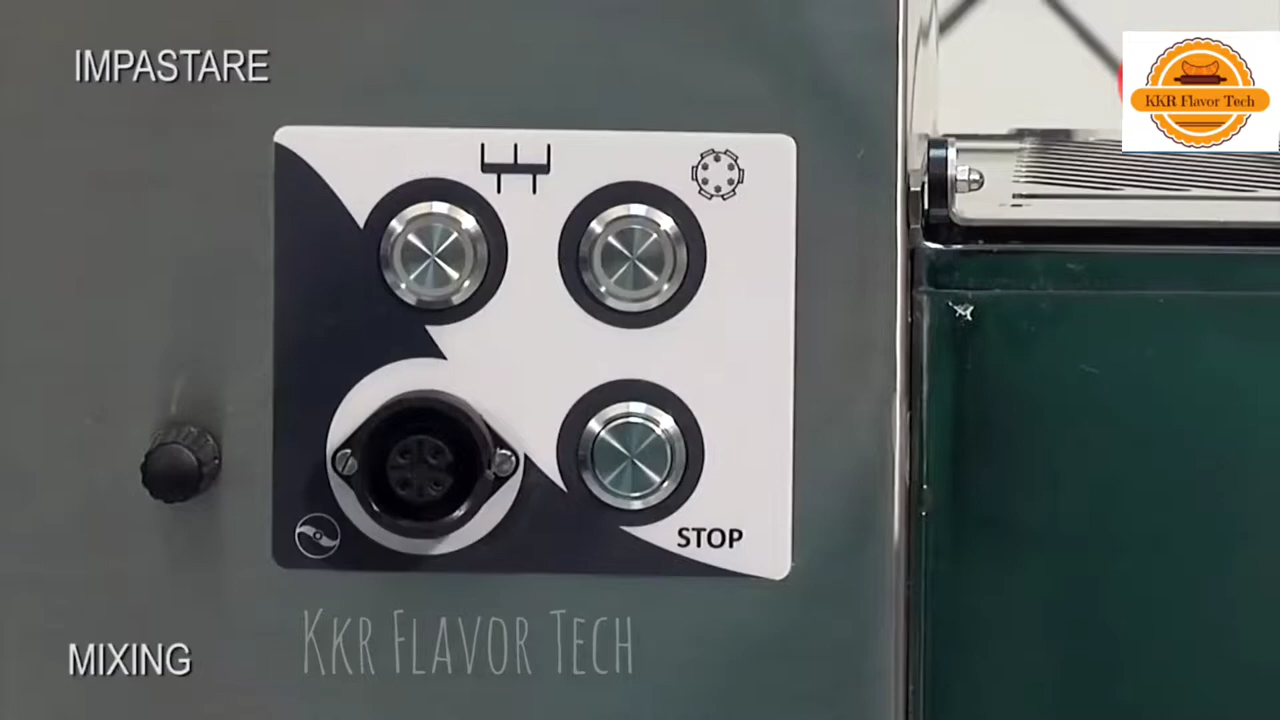 IMPASTARE
KKR Flavor Tech
STOP
KKR FLAVOR TECH
MIXING